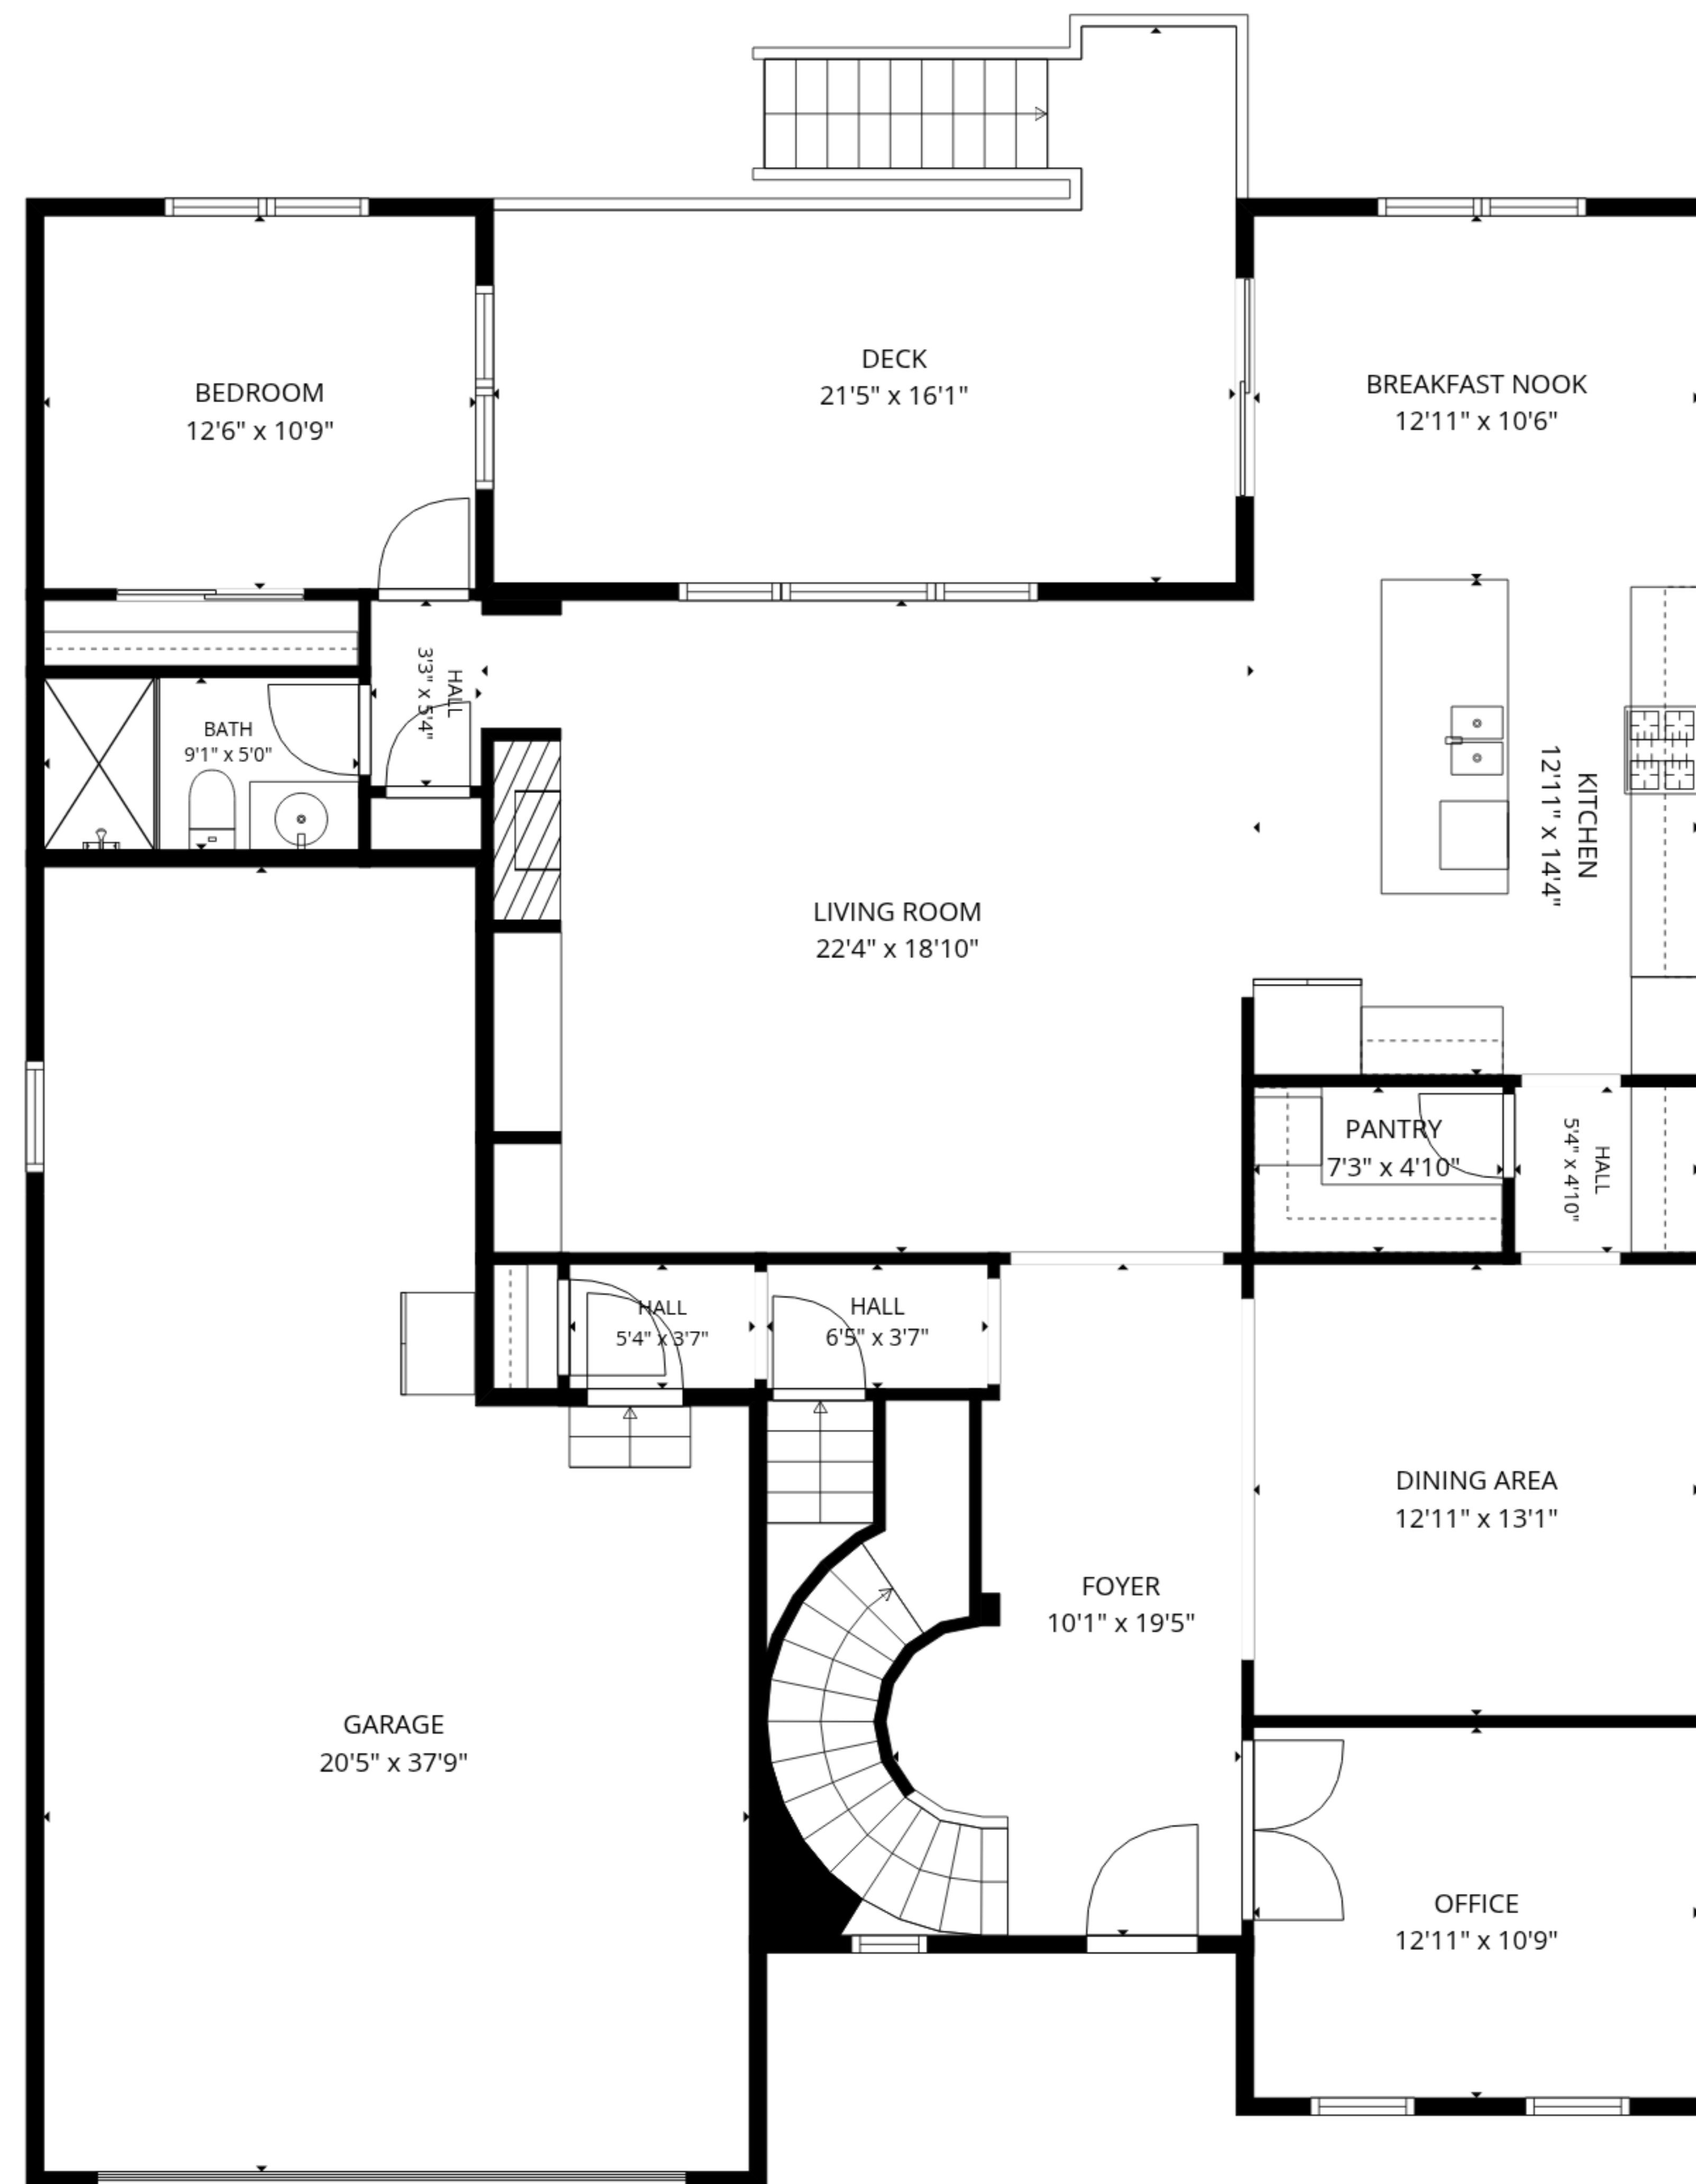 DECK
21'5" x 16'1"
BEDROOM
12'6" x 10'9"
BREAKFAST NOOK
12'11" x 10'6"
HALL
3'3" x 5'4"
BATH
9'1" x 5'0"
KITCHEN
12'11" x 14'4"
LIVING ROOM
22'4" x 18'10"
PANTRY
7'3" x 4'10"
HALL
5'4" x 4'10"
HALL
5'4" x 3'7"
HALL
6'5" x 3'7"
DINING AREA
12'11" x 13'1"
FOYER
10'1" x 19'5"
GARAGE
20'5" x 37'9"
OFFICE
12'11" x 10'9"